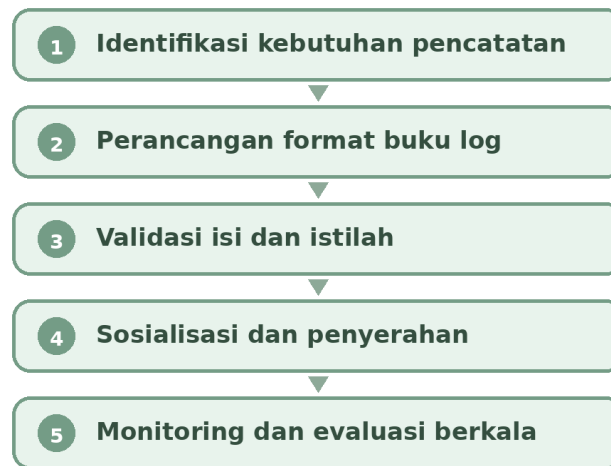 1 Identifikasi kebutuhan pencatatan
2 Perancangan format buku log
3 Validasi isi dan istilah
4 Sosialisasi dan penyerahan
5 Monitoring dan evaluasi berkala